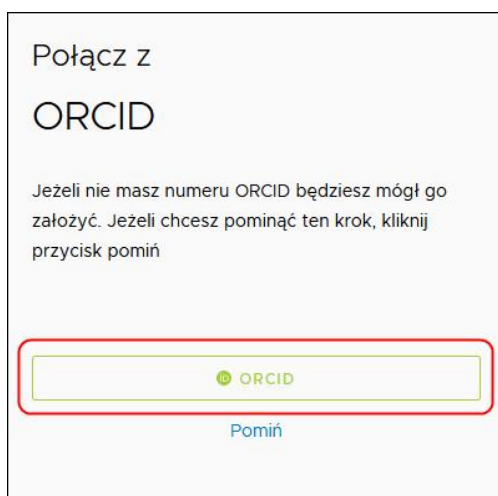 Połącz z
ORCID
Jeżeli nie masz numeru ORCID będziesz mógł go
założyć. Jeżeli chcesz pominąć ten krok, kliknij
przycisk pomiń
iD ORCID
Pomiń